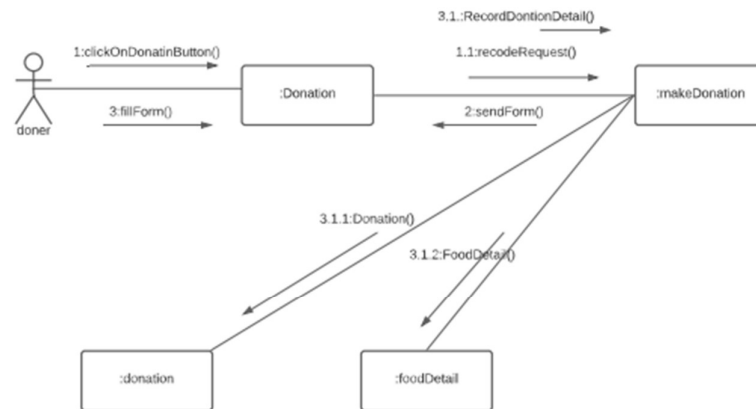 3.1.:RecordDontionDetail()
1:clickOnDonatinButton()
1.1:recodeRequest()
:Donation
:makeDonation
3:fillForm()
2:sendForm()
doner
3.1.1:Donation()
3.1.2:FoodDetail()
:donation
:foodDetail